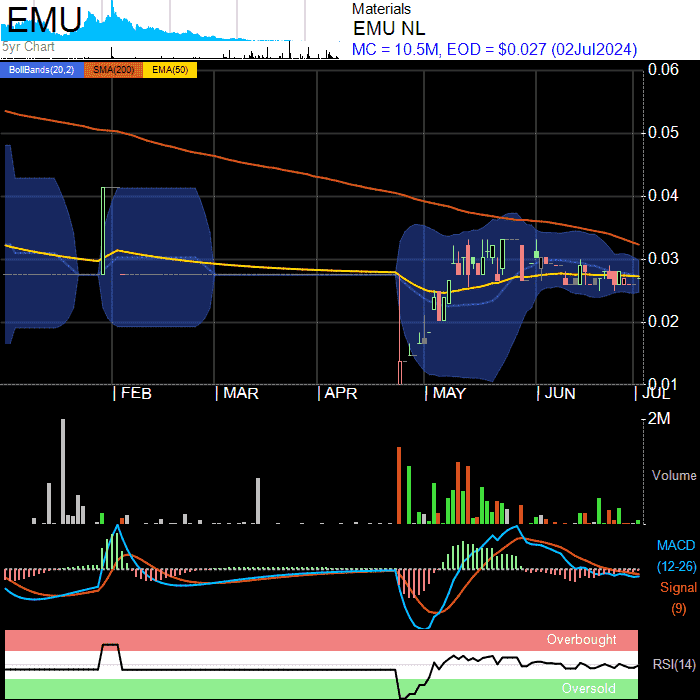 EMU
5yr Chart
Materials
EMU NL
MC = 10.5M, EOD = $0.027 (02Jul2024)
BollBands(20,2) SMA(200) EMA(50)
0.06
0.05
0.04
0.03
0.02
0.01
FEB MAR APR MAY JUN JUL
2M
Volume
MACD
(12-26)
Signal
(9)
Overbought
RSI(14)
Oversold